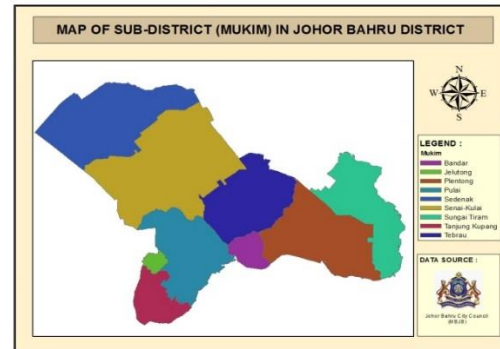 MAP OF SUB-DISTRICT (MUKIM) IN JOHOR BAHRU DISTRICT
N
W E
S
LEGEND :
Mukim
Bandar
Jelutong
Plentong
Pulai
Sedenak
Senai-Kulai
Sungai Tiram
Tanjung Kupang
Tebrau
DATA SOURCE :
Johor Bahru City Council
(MBJB)